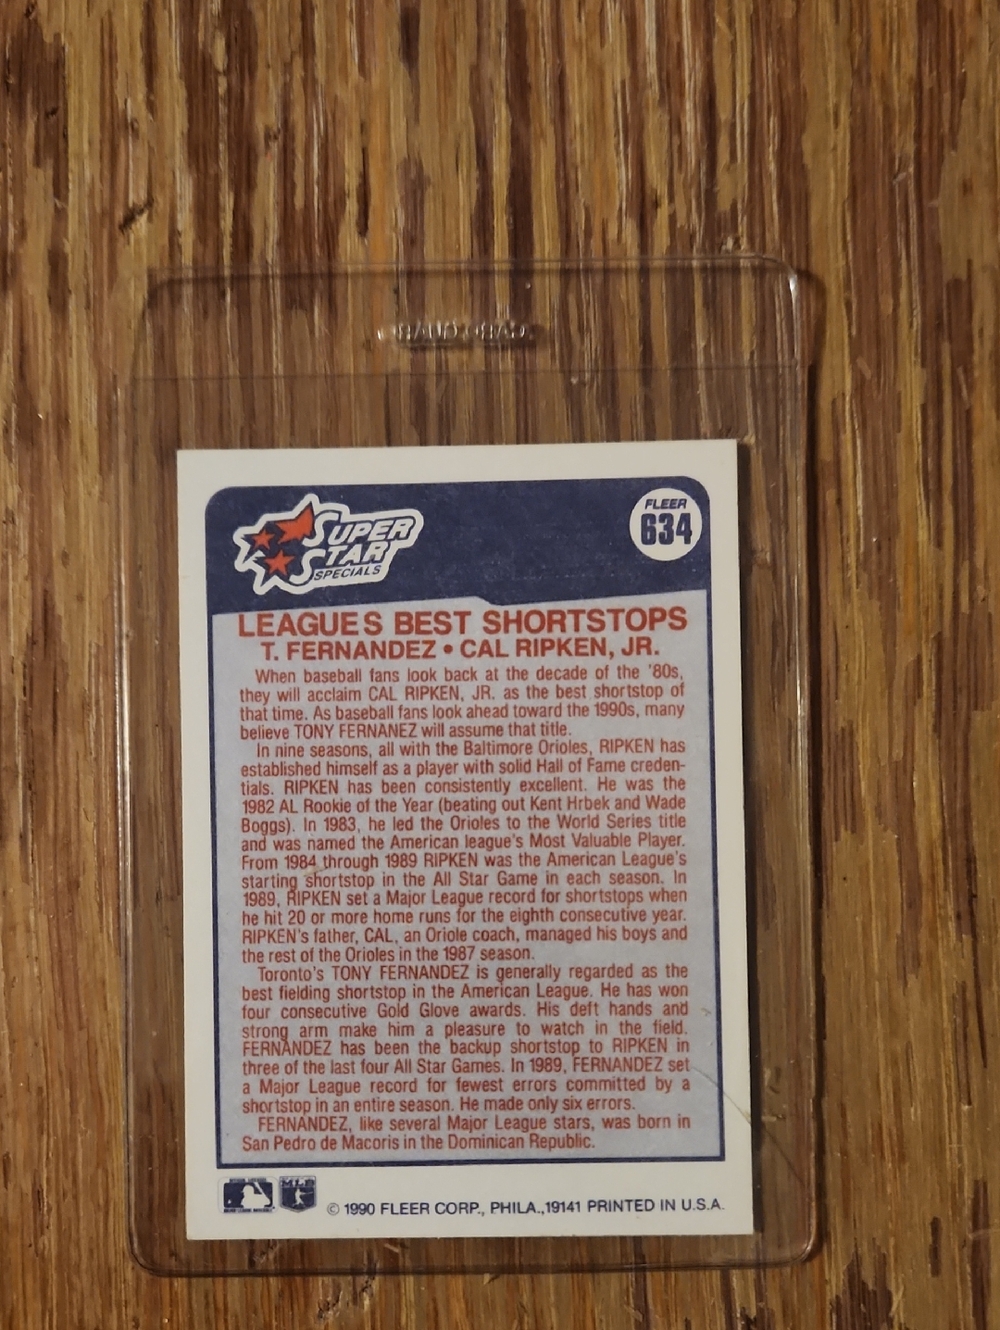 SUPER
STAR
SPECIALS
FLEER
634
LEAGUE'S BEST SHORTSTOPS
T. FERNANDEZ • CAL RIPKEN, JR.
When baseball fans look back at the decade of the '80s,
they will acclaim CAL RIPKEN, JR. as the best shortstop of
that time. As baseball fans look ahead toward the 1990s, many
believe TONY FERNANEZ will assume that title.
In nine seasons, all with the Baltimore Orioles, RIPKEN has
established himself as a player with solid Hall of Fame creden-
tials. RIPKEN has been consistently excellent. He was the
1982 AL Rookie of the Year (beating out Kent Hrbek and Wade
Boggs). In 1983, he led the Orioles to the World Series title
and was named the American league's Most Valuable Player.
From 1984 through 1989 RIPKEN was the American League's
starting shortstop in the All Star Game in each season. In
1989, RIPKEN set a Major League record for shortstops when
he hit 20 or more home runs for the eighth consecutive year.
RIPKEN's father, CAL, an Oriole coach, managed his boys and
the rest of the Orioles in the 1987 season.
Toronto's TONY FERNANDEZ is generally regarded as the
best fielding shortstop in the American League. He has won
four consecutive Gold Glove awards. His deft hands and
strong arm make him a pleasure to watch in the field.
FERNANDEZ has been the backup shortstop to RIPKEN in
three of the last four All Star Games. In 1989, FERNANDEZ set
a Major League record for fewest errors committed by a
shortstop in an entire season. He made only six errors.
FERNANDEZ, like several Major League stars, was born in
San Pedro de Macoris in the Dominican Republic.
MLB
© 1990 FLEER CORP., PHILA.,19141 PRINTED IN U.S.A.